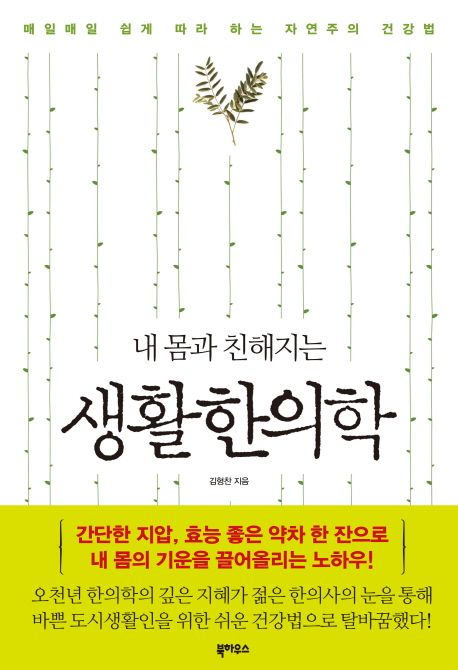 매일매일 쉽게 따라 하는 자연주의 건강법
내 몸과 친해지는
생활한의학
김형찬 지음
간단한 지압, 효능 좋은 약차 한 잔으로
내 몸의 기운을 끌어올리는 노하우!
오천년 한의학의 깊은 지혜가 젊은 한의사의 눈을 통해
바쁜 도시생활인을 위한 쉬운 건강법으로 탈바꿈했다!
북하우스